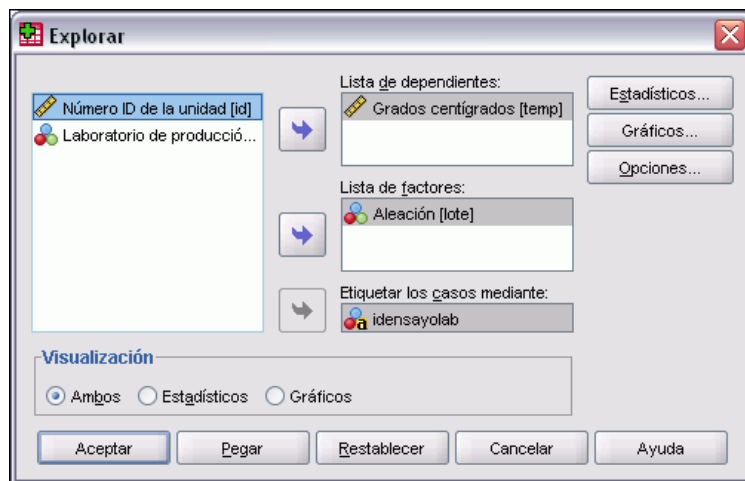 Explorar
Número ID de la unidad [id]
Laboratorio de producció...
Lista de dependientes:
Grados centígrados [temp]
Lista de factores:
Aleación [lote]
Etiquetar los casos mediante:
a idensayolab
Estadísticos...
Gráficos...
Opciones...
Visualización
Ambos Estadísticos Gráficos
Aceptar Pegar Restablecer Cancelar Ayuda